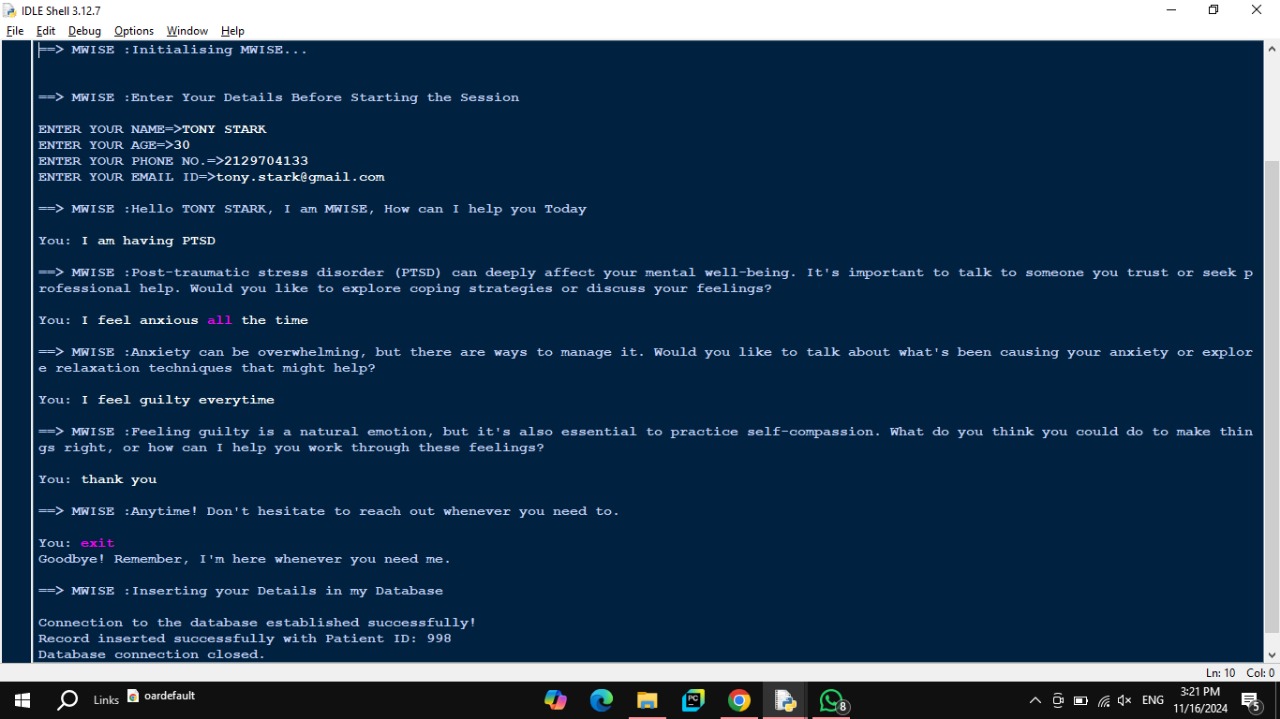 IDLE Shell 3.12.7
File Edit Debug Options Window Help
==> MWISE :Initialising MWISE...
==> MWISE :Enter Your Details Before Starting the Session
ENTER YOUR NAME=>TONY STARK
ENTER YOUR AGE=>30
ENTER YOUR PHONE NO.=>2129704133
ENTER YOUR EMAIL ID=>tony.stark@gmail.com
==> MWISE :Hello TONY STARK, I am MWISE, How can I help you Today
You: I am having PTSD
==> MWISE :Post-traumatic stress disorder (PTSD) can deeply affect your mental well-being. It's important to talk to someone you trust or seek p
rofessional help. Would you like to explore coping strategies or discuss your feelings?
You: I feel anxious all the time
==> MWISE :Anxiety can be overwhelming, but there are ways to manage it. Would you like to talk about what's been causing your anxiety or explor
e relaxation techniques that might help?
You: I feel guilty everytime
==> MWISE :Feeling guilty is a natural emotion, but it's also essential to practice self-compassion. What do you think you could do to make thin
gs right, or how can I help you work through these feelings?
You: thank you
==> MWISE :Anytime! Don't hesitate to reach out whenever you need to.
You: exit
Goodbye! Remember, I'm here whenever you need me.
==> MWISE :Inserting your Details in my Database
Connection to the database established successfully!
Record inserted successfully with Patient ID: 998
Database connection closed.
Ln: 10 Col: 0
Links oardefault
PC
8
ENG
3:21 PM
11/16/2024
5